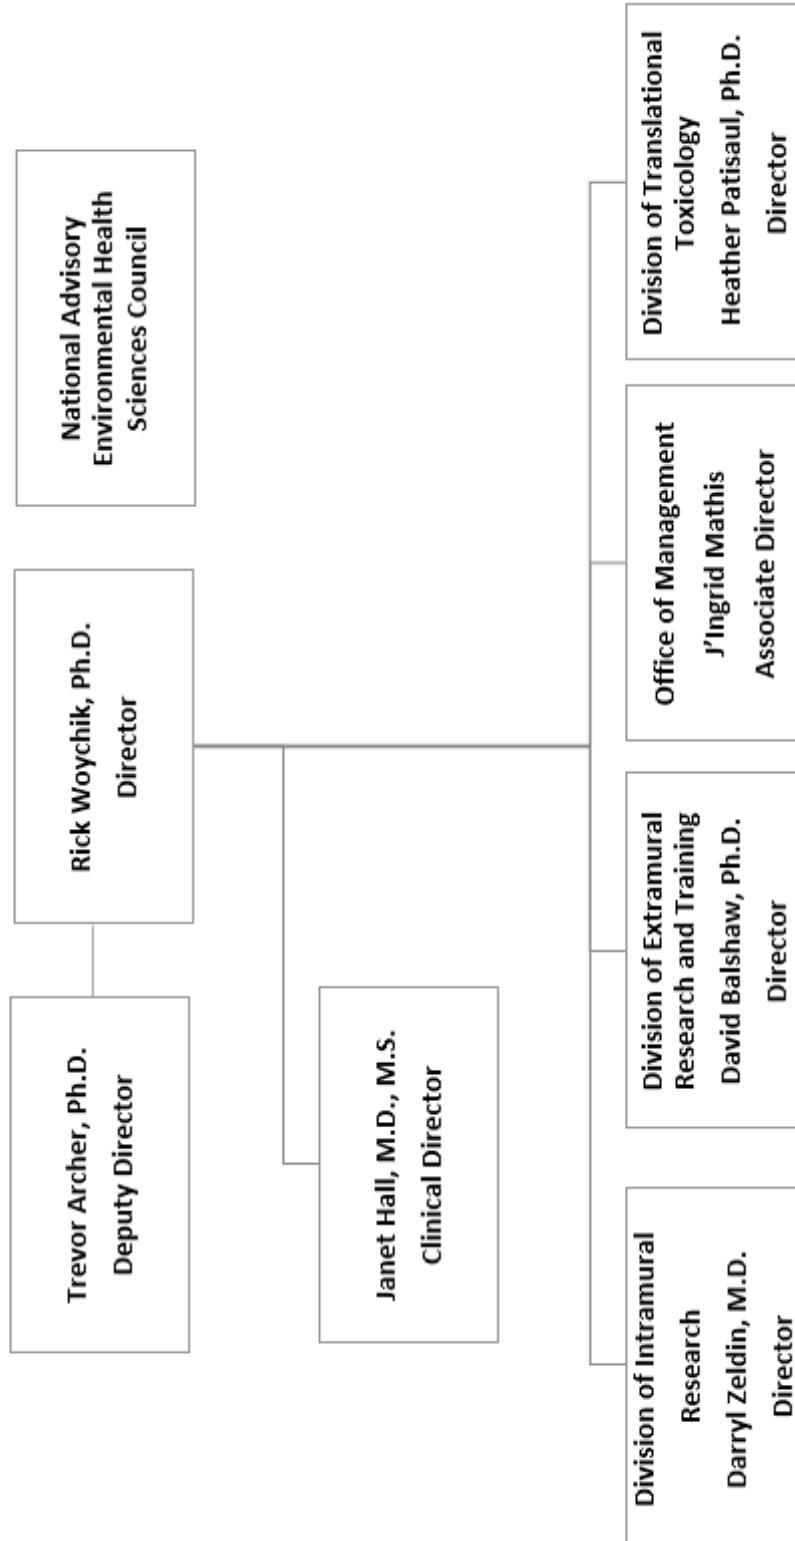 Trevor Archer, Ph.D.
Deputy Director
Rick Woychik, Ph.D.
Director
National Advisory
Environmental Health
Sciences Council
Janet Hall, M.D., M.S.
Clinical Director
Division of Intramural
Research
Darryl Zeldin, M.D.
Director
Division of Extramural
Research and Training
David Balshaw, Ph.D.
Director
Office of Management
J'Ingrid Mathis
Associate Director
Division of Translational
Toxicology
Heather Patisaul, Ph.D.
Director